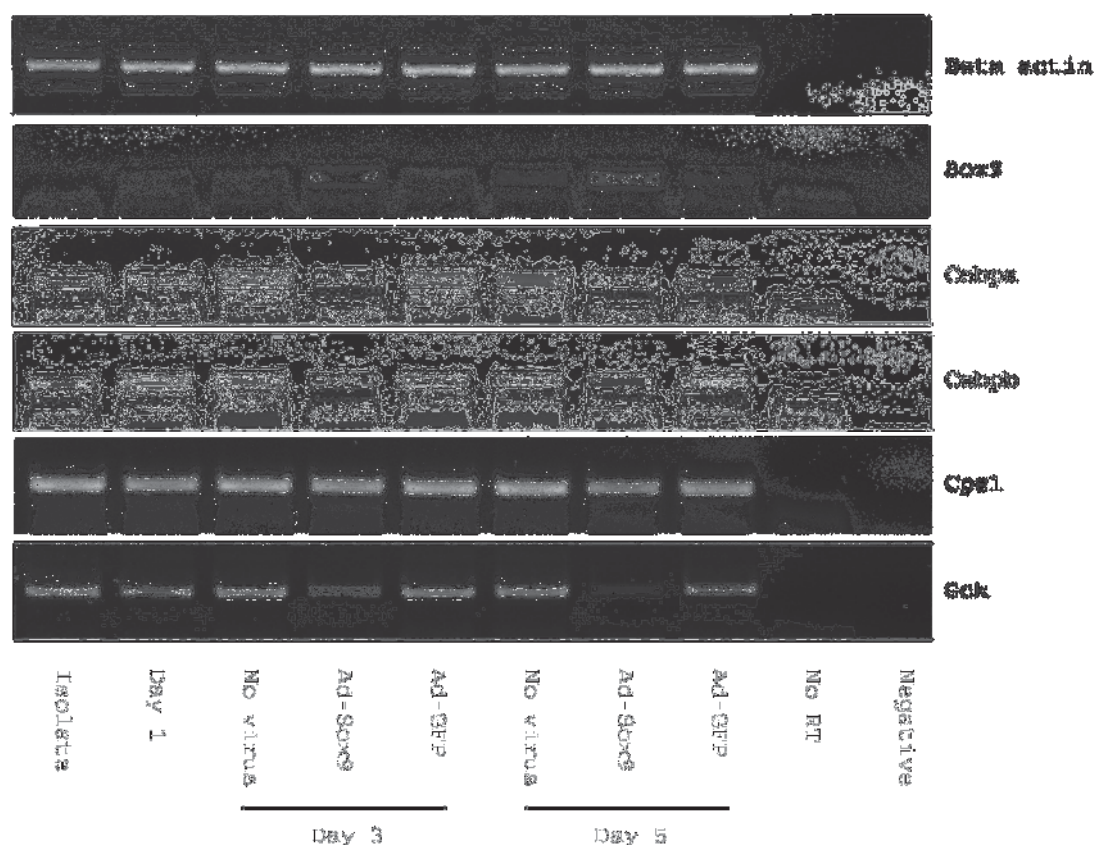 Beta actin
Sox9
Cebpa
Cebpb
Cps1
Gck
Isolate
Day 1
No virus
Ad-Sox9
Ad-GFP
No virus
Ad-Sox9
Ad-GFP
No RT
Negative
Day 3
Day 5